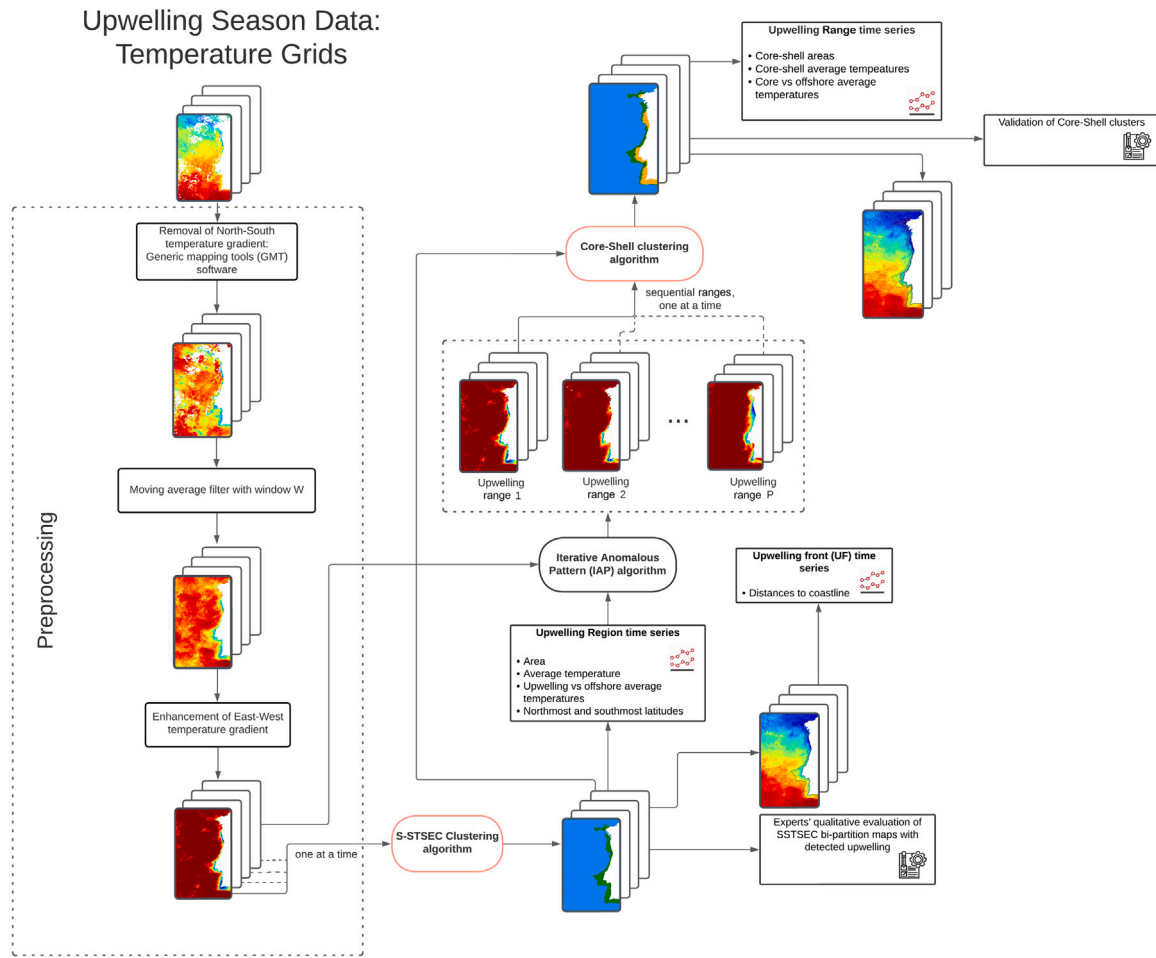 Upwelling Season Data:
Temperature Grids
Preprocessing
Removal of North-South
temperature gradient:
Generic mapping tools (GMT)
software
Moving average filter with window W
Enhancement of East-West
temperature gradient
one at a time
S-STSEC Clustering
algorithm
Upwelling Range time series
• Core-shell areas
• Core-shell average tempeatures
• Core vs offshore average
temperatures
Validation of Core-Shell clusters
Core-Shell clustering
algorithm
sequential ranges,
one at a time
...
Upwelling
range 1
Upwelling
range 2
Upwelling
range P
Iterative Anomalous
Pattern (IAP) algorithm
Upwelling Region time series
• Area
• Average temperature
• Upwelling vs offshore average
temperatures
• Northmost and southmost latitudes
Upwelling front (UF) time
series
• Distances to coastline
Experts' qualitative evaluation of
SSTSEC bi-partition maps with
detected upwelling